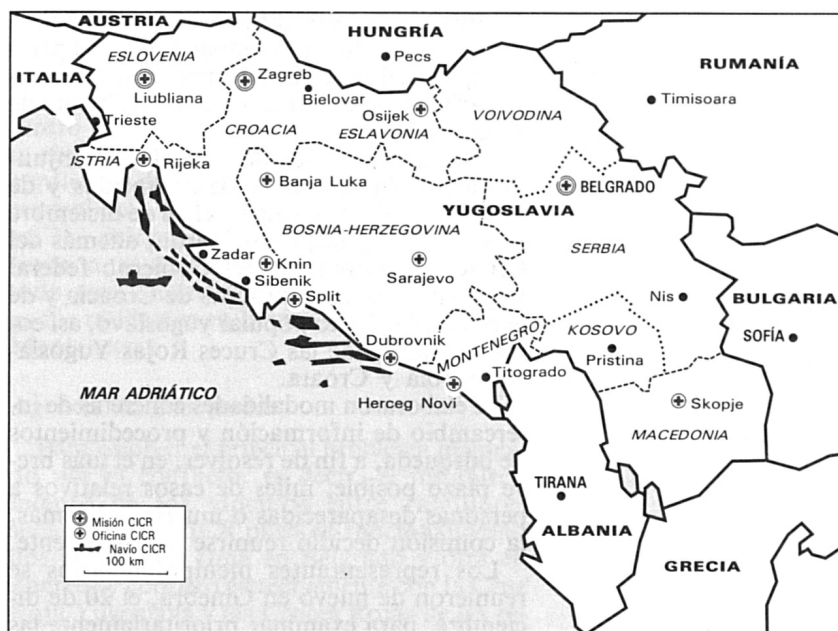 AUSTRIA
HUNGRÍA
ESLOVENIA
Pecs
ITALIA
Zagreb
RUMANÍA
Liubliana
Bielovar
Timisoara
Osijek
VOIVODINA
Trieste
CROACIA
ESLAVONIA
ISTRIA
Rijeka
Banja Luka
BELGRADO
YUGOSLAVIA
BOSNIA-HERZEGOVINA
SERBIA
Zadar
Knin
Sarajevo
Sibenik
Nis
BULGARIA
Split
KOSOVO
SOFÍA
Dubrovnik
MONTENEGRO
Pristina
Titogrado
MAR ADRIÁTICO
Herceg Novi
Skopje
MACEDONIA
TIRANA
Misión CICR
Oficina CICR
Navío CICR
100 km
ALBANIA
GRECIA